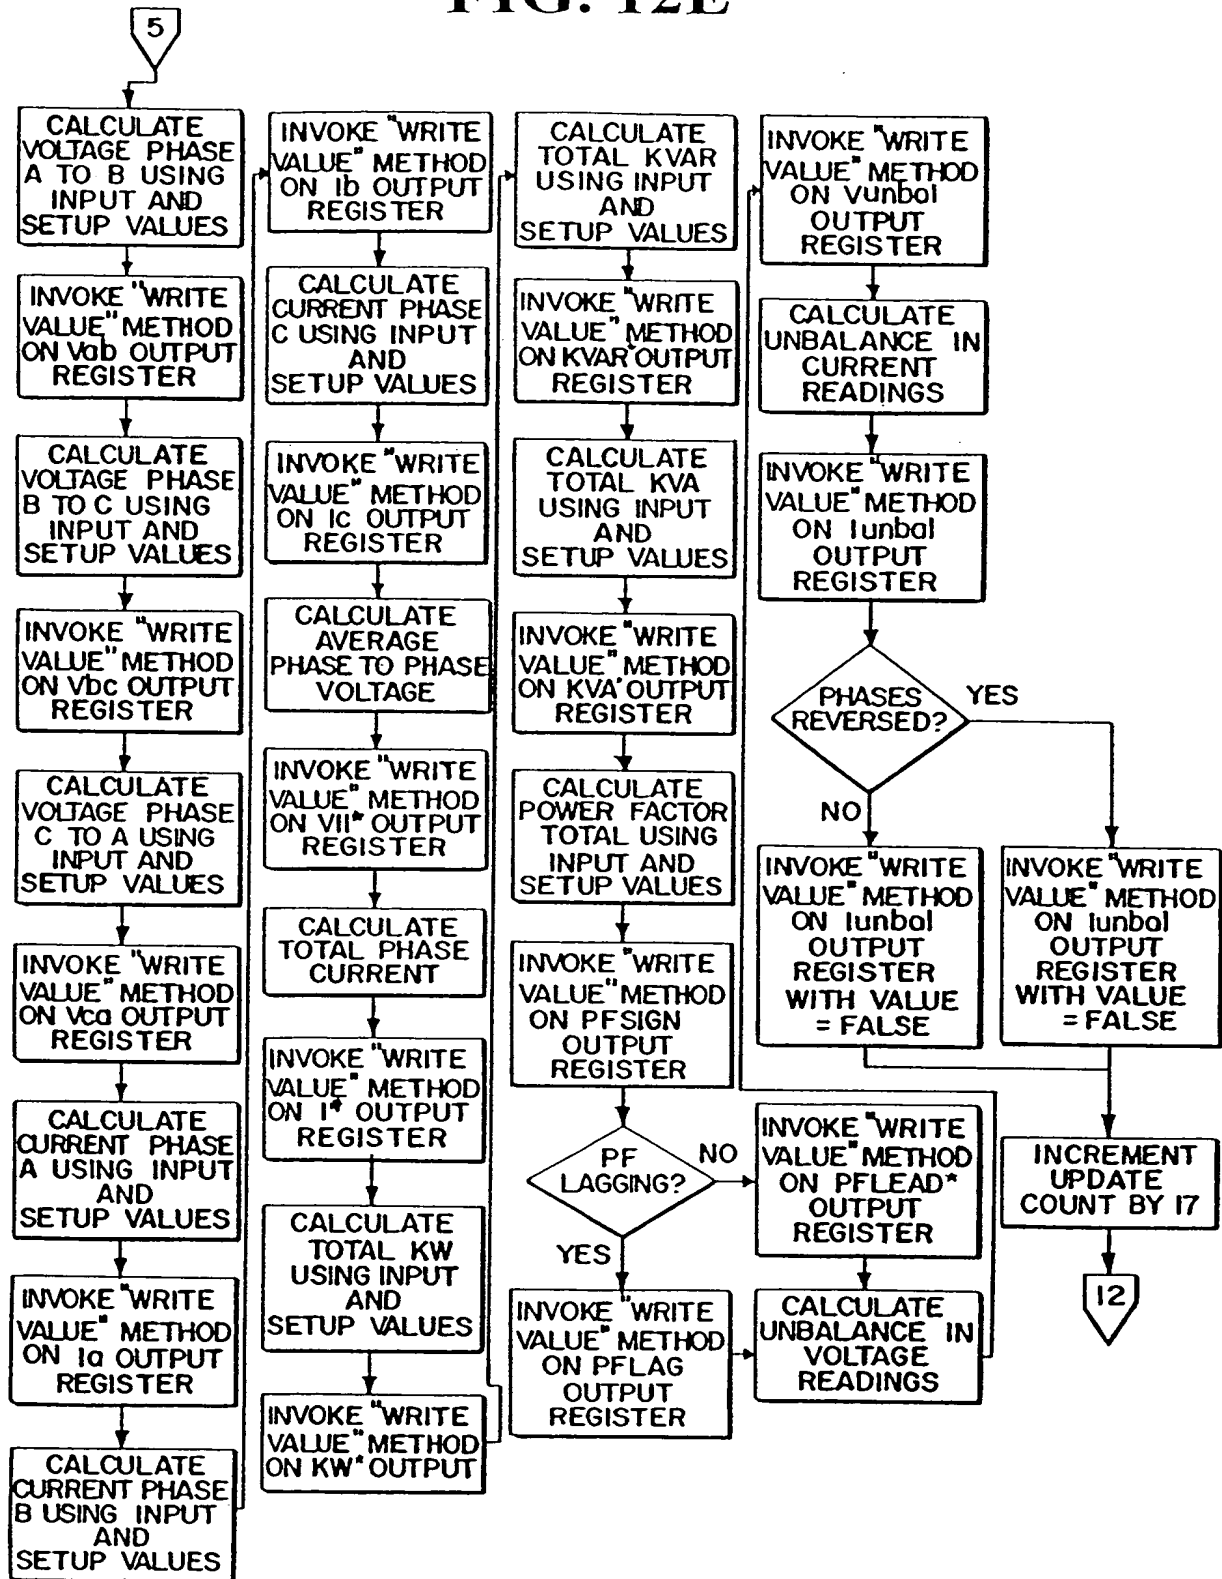 FIG. 12E
5
CALCULATE
VOLTAGE PHASE
A TO B USING
INPUT AND
SETUP VALUES
INVOKE "WRITE
VALUE" METHOD
ON Vab OUTPUT
REGISTER
CALCULATE
VOLTAGE PHASE
B TO C USING
INPUT AND
SETUP VALUES
INVOKE "WRITE
VALUE" METHOD
ON Vbc OUTPUT
REGISTER
CALCULATE
VOLTAGE PHASE
C TO A USING
INPUT AND
SETUP VALUES
INVOKE "WRITE
VALUE" METHOD
ON Vca OUTPUT
REGISTER
CALCULATE
CURRENT PHASE
A USING INPUT
AND
SETUP VALUES
INVOKE "WRITE
VALUE" METHOD
ON Ia OUTPUT
REGISTER
CALCULATE
CURRENT PHASE
B USING INPUT
AND
SETUP VALUES
INVOKE "WRITE
VALUE" METHOD
ON Ib OUTPUT
REGISTER
CALCULATE
CURRENT PHASE
C USING INPUT
AND
SETUP VALUES
INVOKE "WRITE
VALUE" METHOD
ON Ic OUTPUT
REGISTER
CALCULATE
AVERAGE
PHASE TO PHASE
VOLTAGE
INVOKE "WRITE
VALUE" METHOD
ON VII* OUTPUT
REGISTER
CALCULATE
TOTAL PHASE
CURRENT
INVOKE "WRITE
VALUE" METHOD
ON I* OUTPUT
REGISTER
CALCULATE
TOTAL KW
USING INPUT
AND
SETUP VALUES
INVOKE "WRITE
VALUE" METHOD
ON KW* OUTPUT
CALCULATE
TOTAL KVAR
USING INPUT
AND
SETUP VALUES
INVOKE "WRITE
VALUE" METHOD
ON KVAR* OUTPUT
REGISTER
CALCULATE
TOTAL KVA
USING INPUT
AND
SETUP VALUES
INVOKE "WRITE
VALUE" METHOD
ON KVA* OUTPUT
REGISTER
CALCULATE
POWER FACTOR
TOTAL USING
INPUT AND
SETUP VALUES
INVOKE "WRITE
VALUE" METHOD
ON PFSIGN
OUTPUT
REGISTER
PF
LAGGING?
NO
YES
INVOKE "WRITE
VALUE" METHOD
ON PFLAG
OUTPUT
REGISTER
INVOKE "WRITE
VALUE" METHOD
ON PFLEAD*
OUTPUT
REGISTER
CALCULATE
UNBALANCE IN
VOLTAGE
READINGS
INVOKE "WRITE
VALUE" METHOD
ON Vunbal
OUTPUT
REGISTER
CALCULATE
UNBALANCE IN
CURRENT
READINGS
INVOKE "WRITE
VALUE" METHOD
ON Iunbal
OUTPUT
REGISTER
PHASES
REVERSED?
YES
NO
INVOKE "WRITE
VALUE" METHOD
ON Iunbal
OUTPUT
REGISTER
WITH VALUE
= FALSE
INVOKE "WRITE
VALUE" METHOD
ON Iunbal
OUTPUT
REGISTER
WITH VALUE
= FALSE
INCREMENT
UPDATE
COUNT BY 17
12